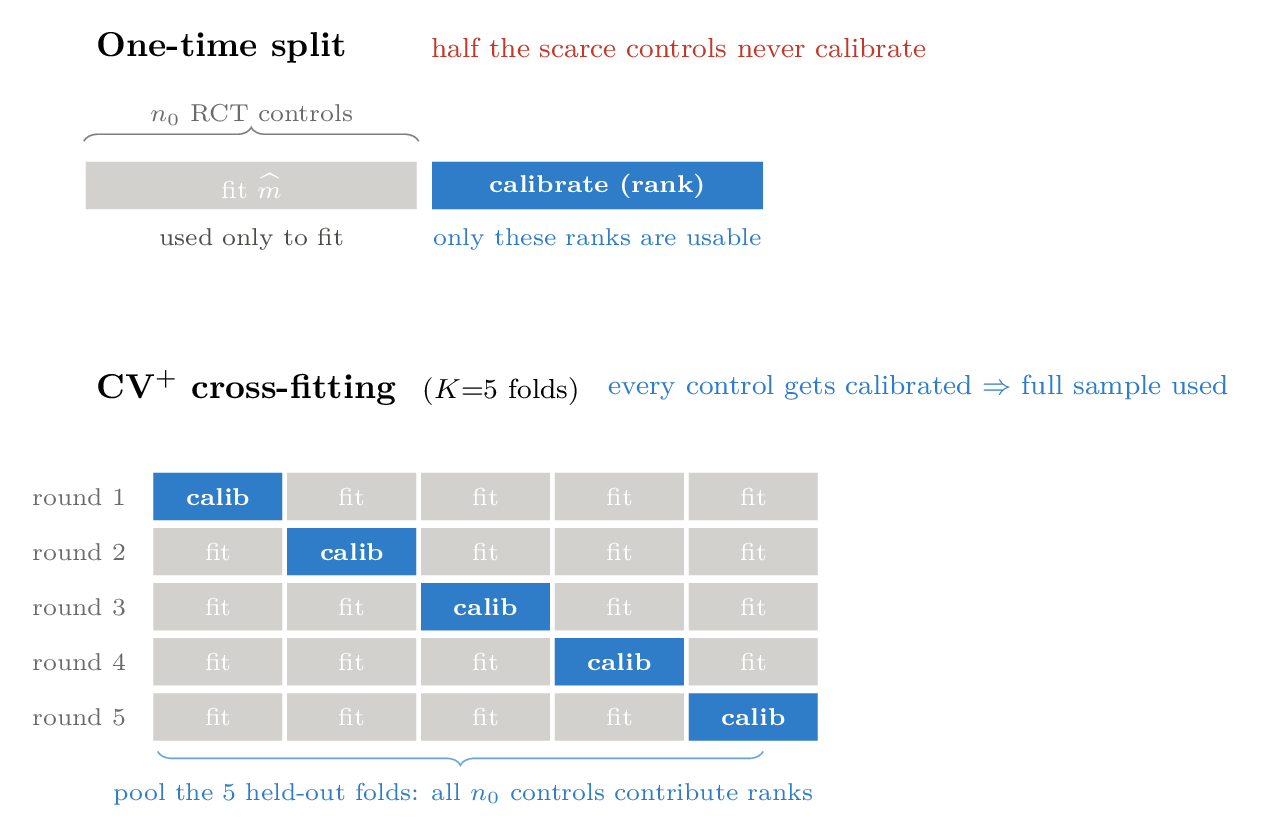 One-time split half the scarce controls never calibrate
n₀ RCT controls
fit m̂ calibrate (rank)
used only to fit only these ranks are usable
CV⁺ cross-fitting (K=5 folds) every control gets calibrated ⇒ full sample used
round 1 calib fit fit fit fit
round 2 fit calib fit fit fit
round 3 fit fit calib fit fit
round 4 fit fit fit calib fit
round 5 fit fit fit fit calib
pool the 5 held-out folds: all n₀ controls contribute ranks